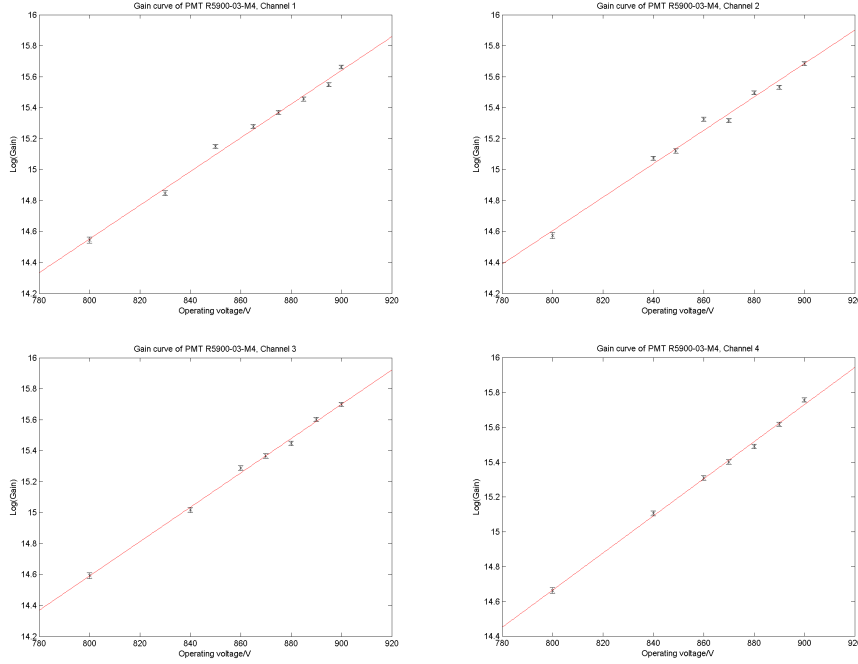 Gain curve of PMT R5900-03-M4, Channel 1
16
15.8
15.6
15.4
15.2
15
14.8
14.6
14.4
14.2
Log(Gain)
780 800 820 840 860 880 900 920
Operating voltage/V
Gain curve of PMT R5900-03-M4, Channel 2
16
15.8
15.6
15.4
15.2
15
14.8
14.6
14.4
14.2
Log(Gain)
780 800 820 840 860 880 900 920
Operating voltage/V
Gain curve of PMT R5900-03-M4, Channel 3
16
15.8
15.6
15.4
15.2
15
14.8
14.6
14.4
14.2
Log(Gain)
780 800 820 840 860 880 900 920
Operating voltage/V
Gain curve of PMT R5900-03-M4, Channel 4
16
15.8
15.6
15.4
15.2
15
14.8
14.6
14.4
Log(Gain)
780 800 820 840 860 880 900 920
Operating voltage/V